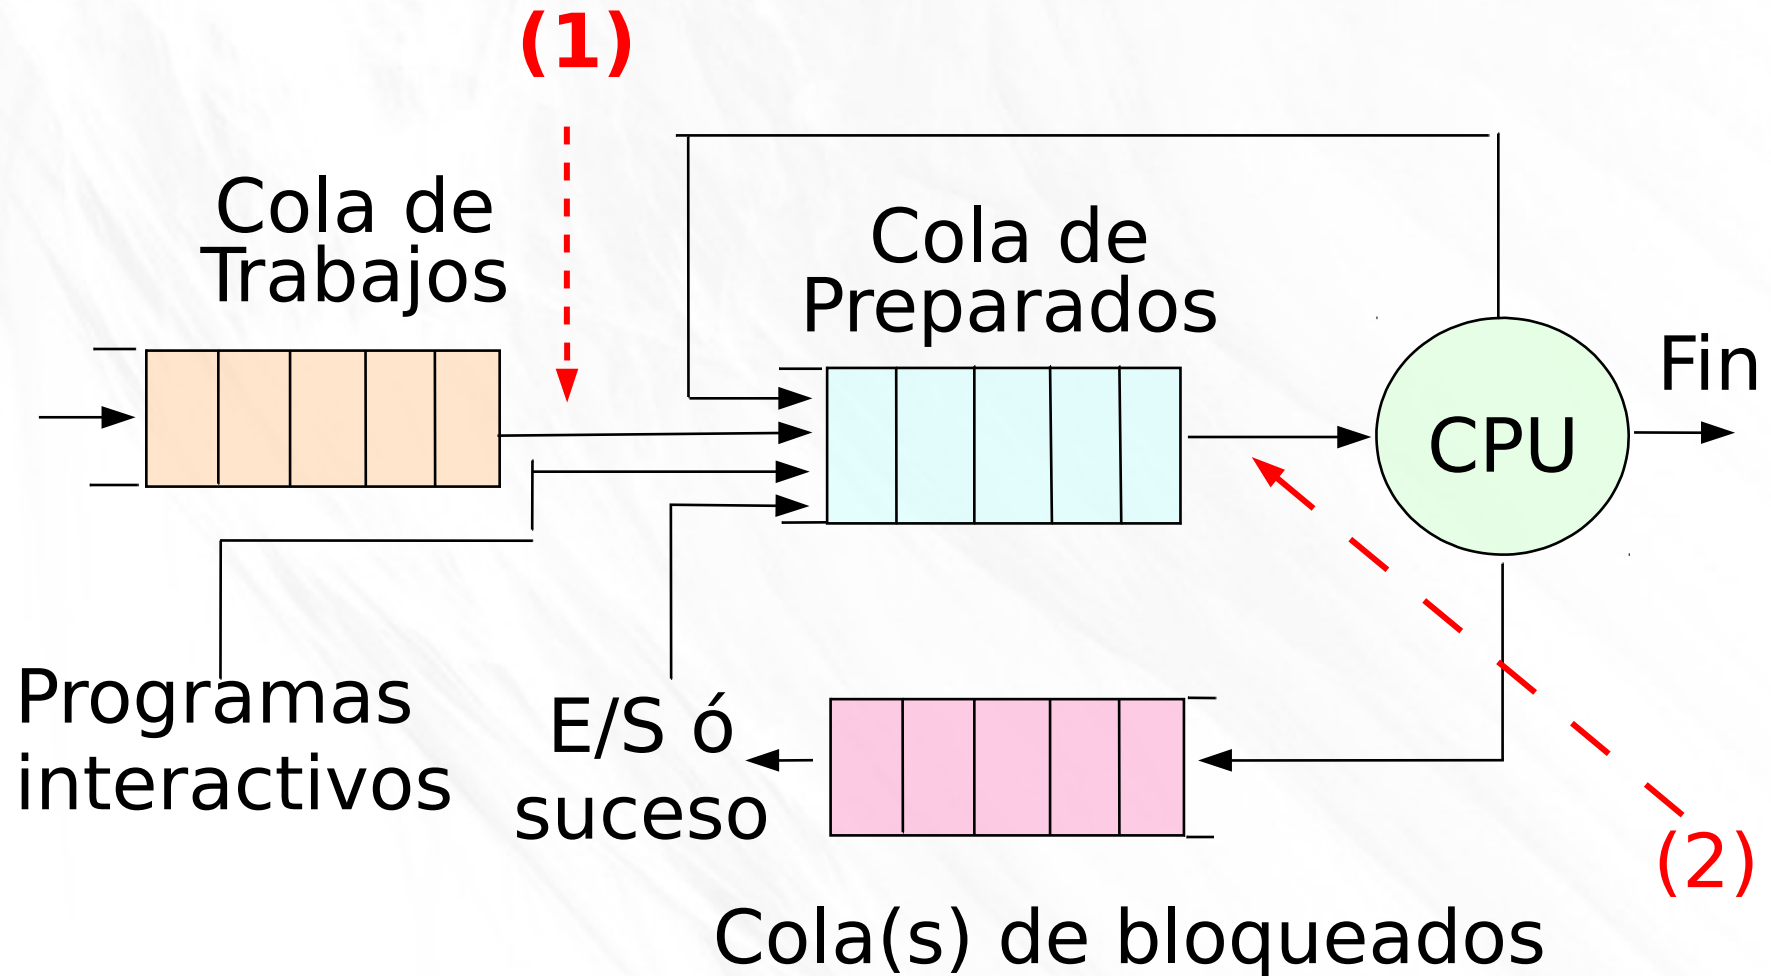 (1)
Cola de
Trabajos
Cola de
Preparados
Fin
CPU
Programas
interactivos
E/S ó
suceso
(2)
Cola(s) de bloqueados